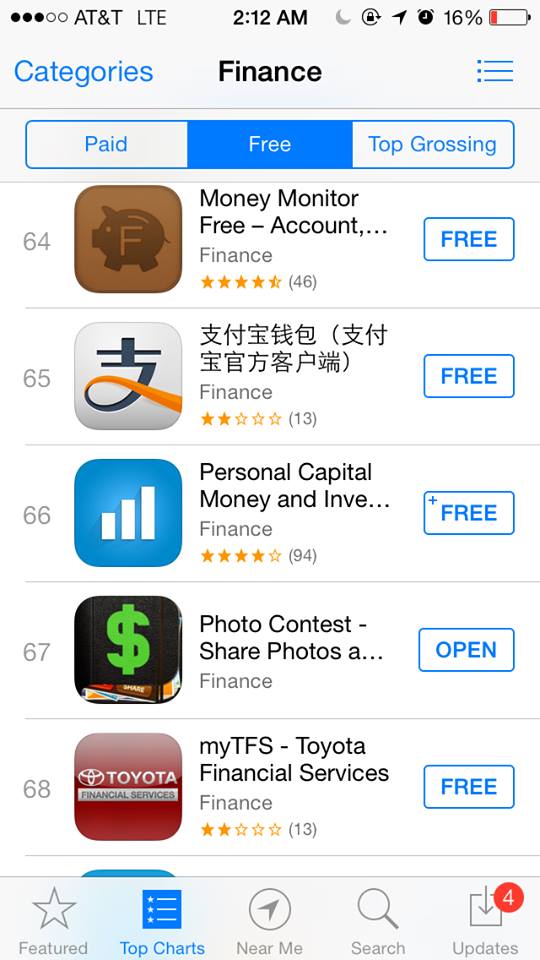 AT&T LTE 2:12 AM 16%
Categories Finance
Paid Free Top Grossing
64
F
Money Monitor
Free – Account,...
Finance
(46)
FREE
65
支
支付宝钱包（支付
宝官方客户端）
Finance
(13)
FREE
66
Personal Capital
Money and Inve...
Finance
(94)
+FREE
67
$
SHARE
Photo Contest -
Share Photos a...
Finance
OPEN
68
TOYOTA
FINANCIAL SERVICES
myTFS - Toyota
Financial Services
Finance
(13)
FREE
4
Featured Top Charts Near Me Search Updates